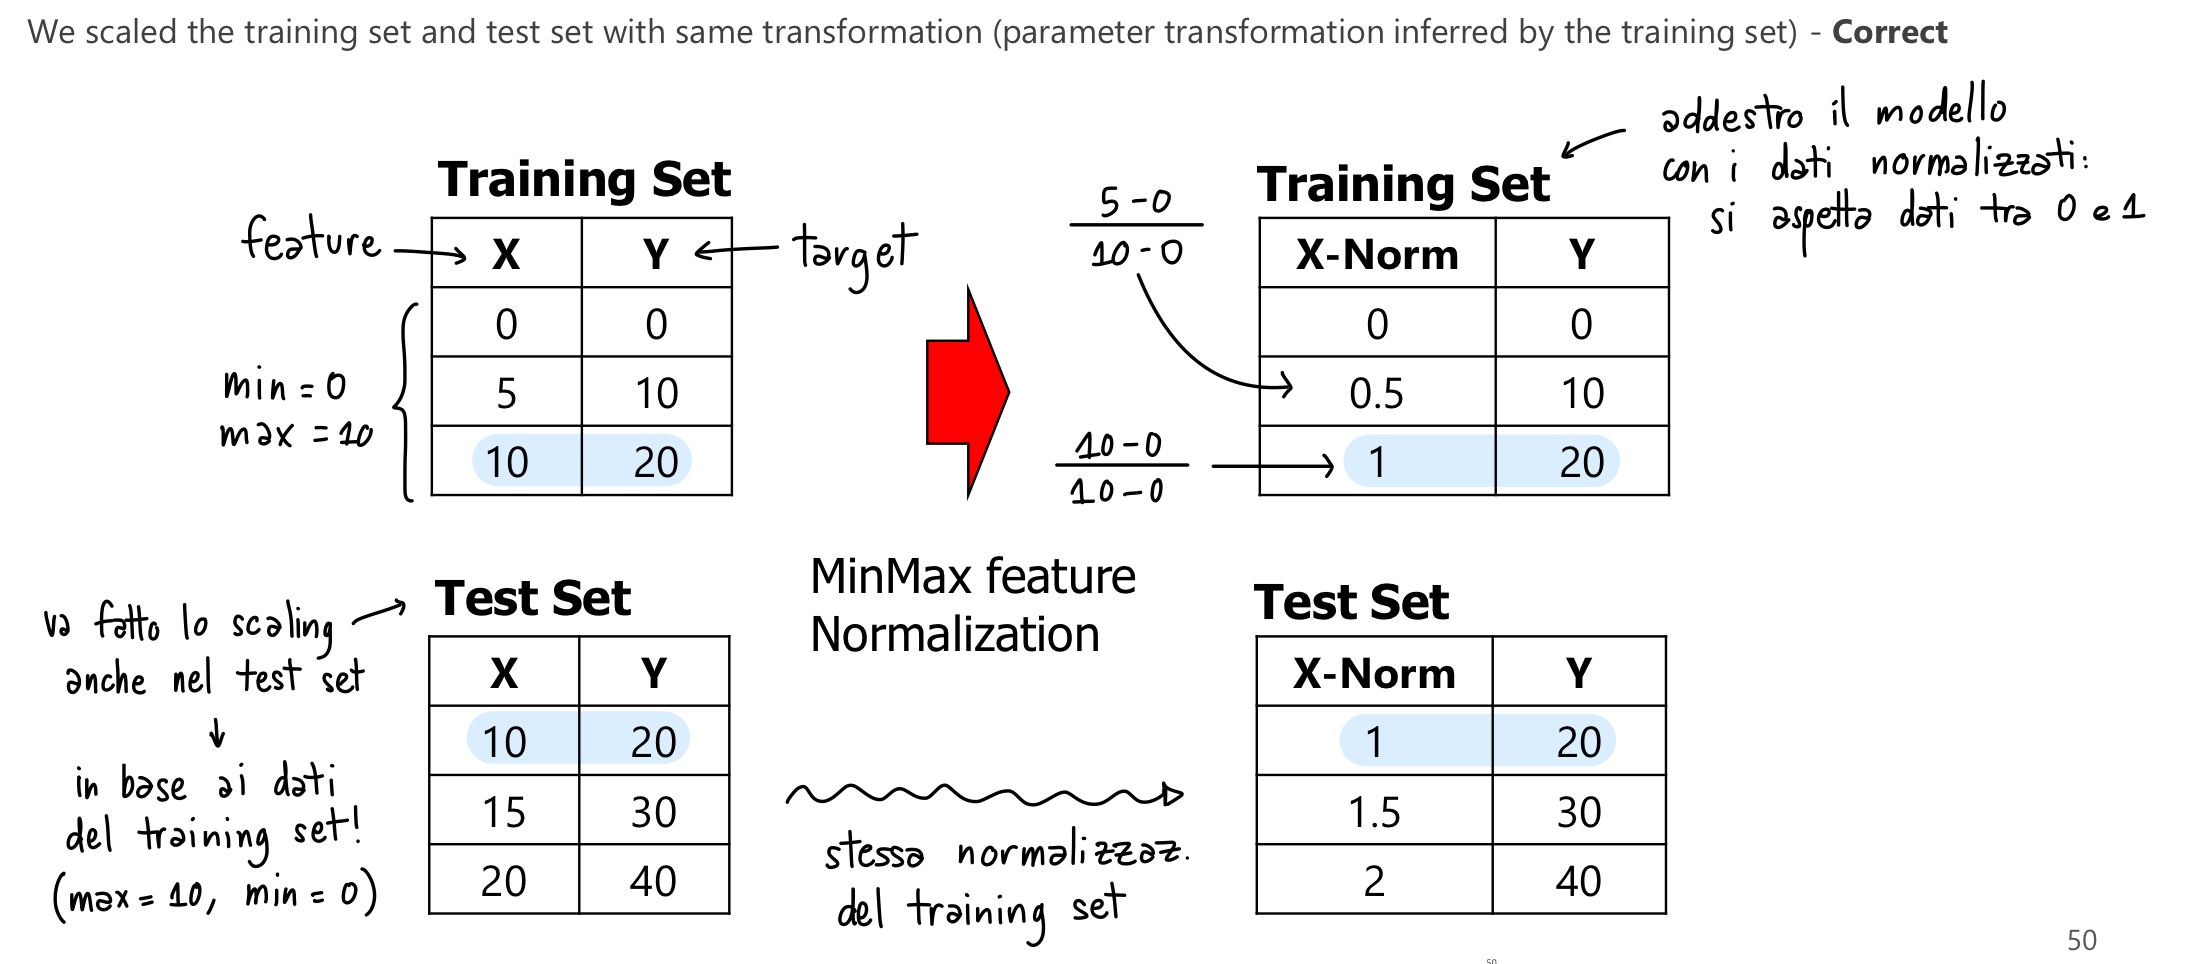 We scaled the training set and test set with same transformation (parameter transformation inferred by the training set) - Correct
addestro il modello
con i dati normalizzati:
si aspetta dati tra 0 e 1
Training Set
feature
target
X Y
0 0
5 10
10 20
min = 0
max = 10
5 - 0
10 - 0
10 - 0
10 - 0
Training Set
X-Norm Y
0 0
0.5 10
1 20
MinMax feature
Normalization
va fatto lo scaling
anche nel test set
in base ai dati
del training set!
(max = 10, min = 0)
Test Set
X Y
10 20
15 30
20 40
stessa normalizzaz.
del training set
Test Set
X-Norm Y
1 20
1.5 30
2 40
50
50